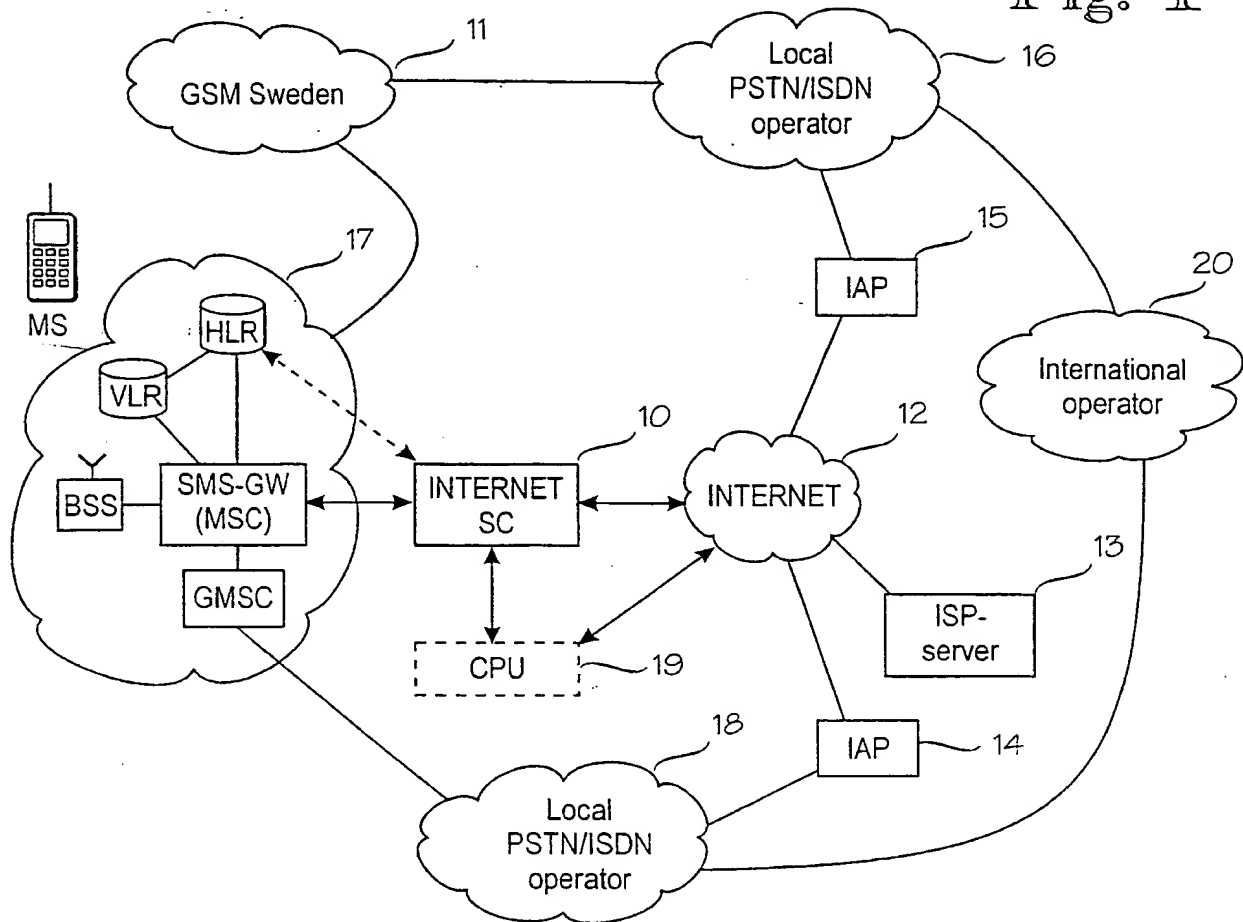 Fig. 1
11
GSM Sweden
Local
PSTN/ISDN
operator
16
MS
17
HLR
VLR
BSS
SMS-GW
(MSC)
GMSC
15
IAP
20
International
operator
10
INTERNET
SC
12
INTERNET
13
ISP-
server
CPU
19
18
Local
PSTN/ISDN
operator
IAP
14